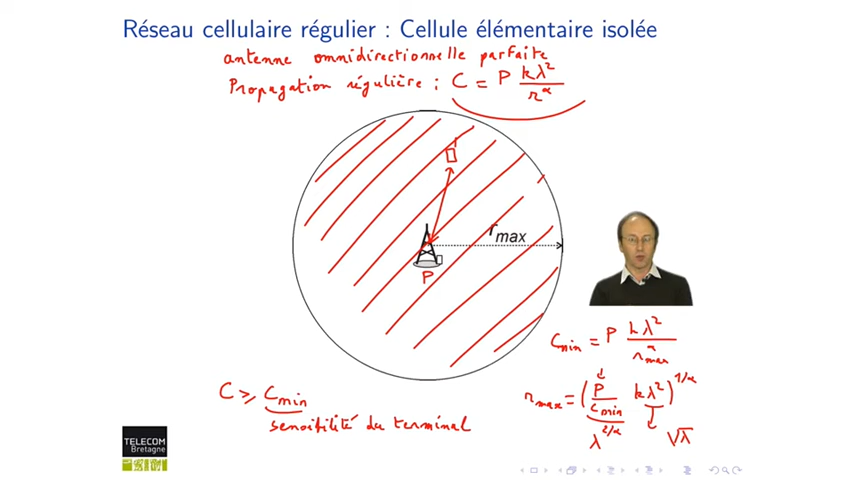 Réseau cellulaire régulier : Cellule élémentaire isolée
antenne omnidirectionnelle parfaite
Propagation régulière : C = P kλ² / r^α
r_max
P
C_min = P kλ² / r_max^α
r_max = (P / C_min kλ²)^1/α
λ^2/α
√λ
C ⩾ C_min
sensibilité du terminal
TELECOM
Bretagne